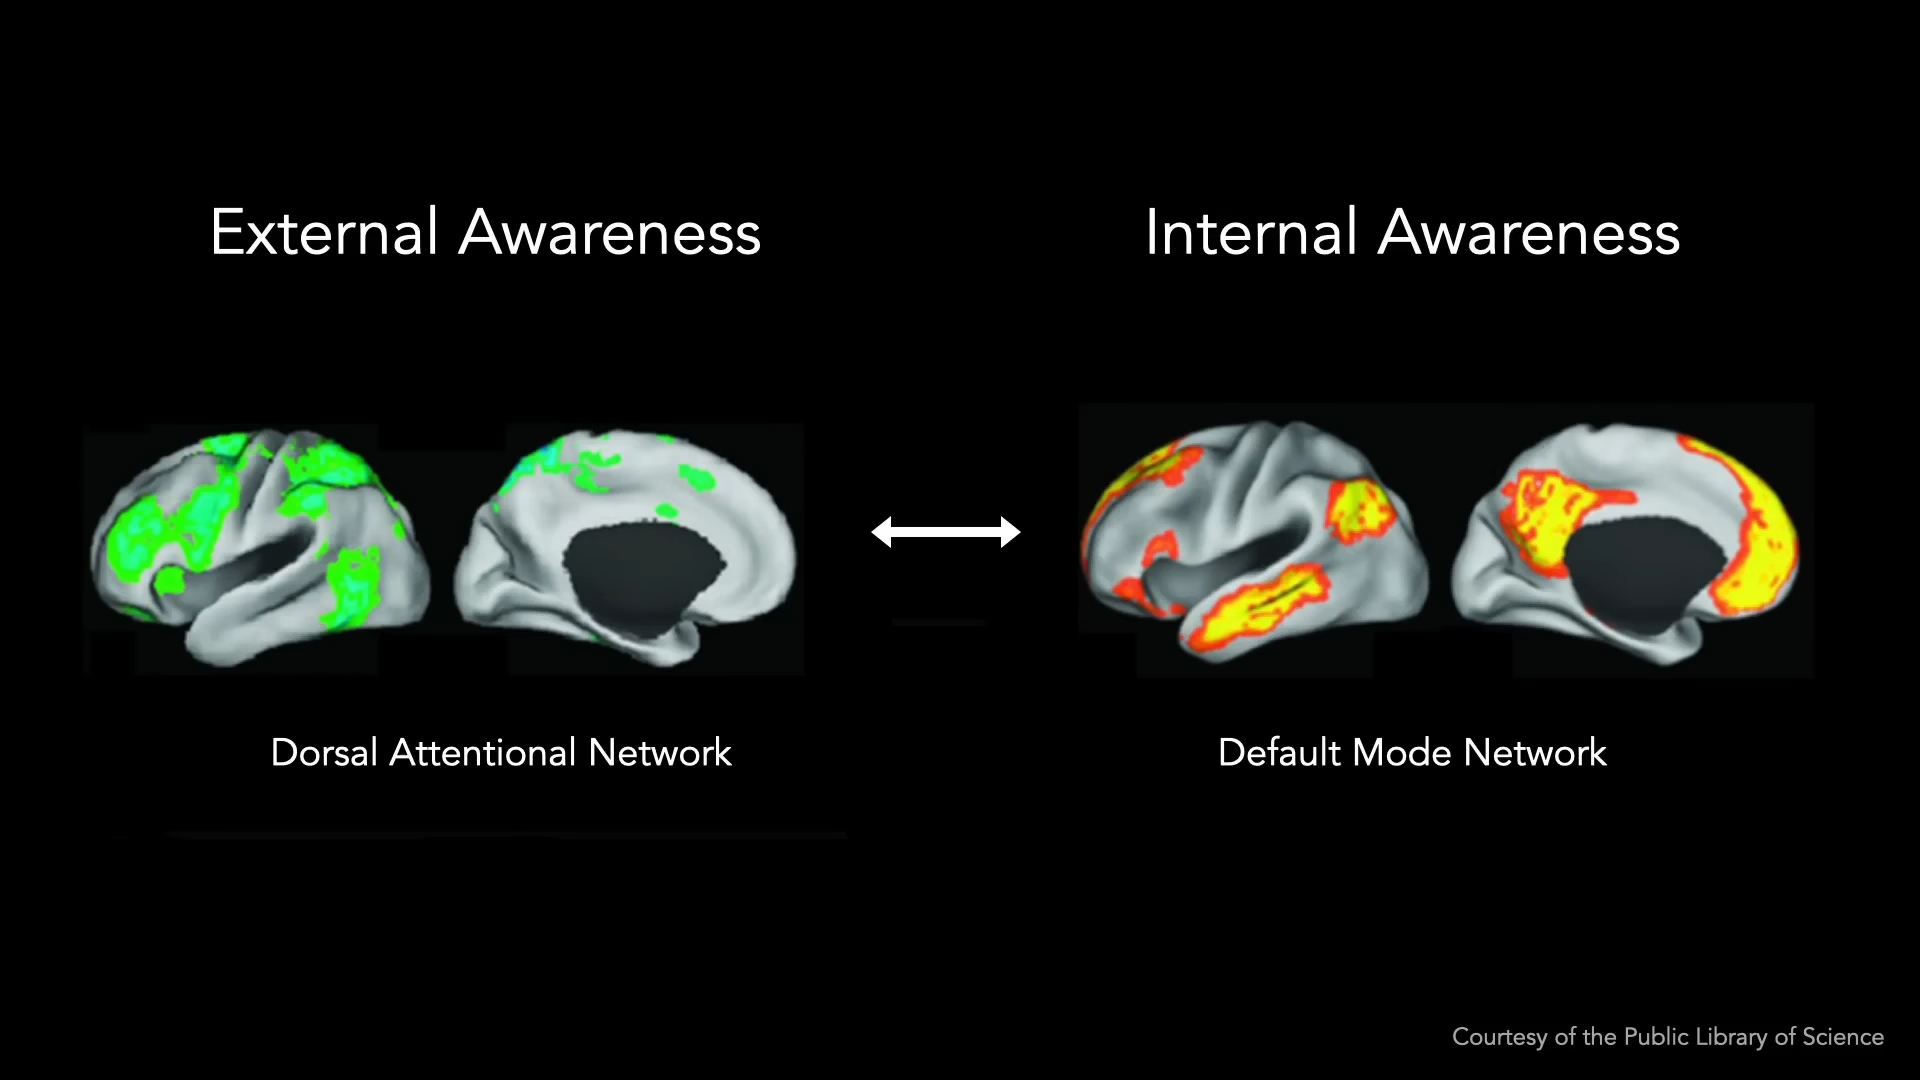 External Awareness
Internal Awareness
Dorsal Attentional Network
Default Mode Network
Courtesy of the Public Library of Science